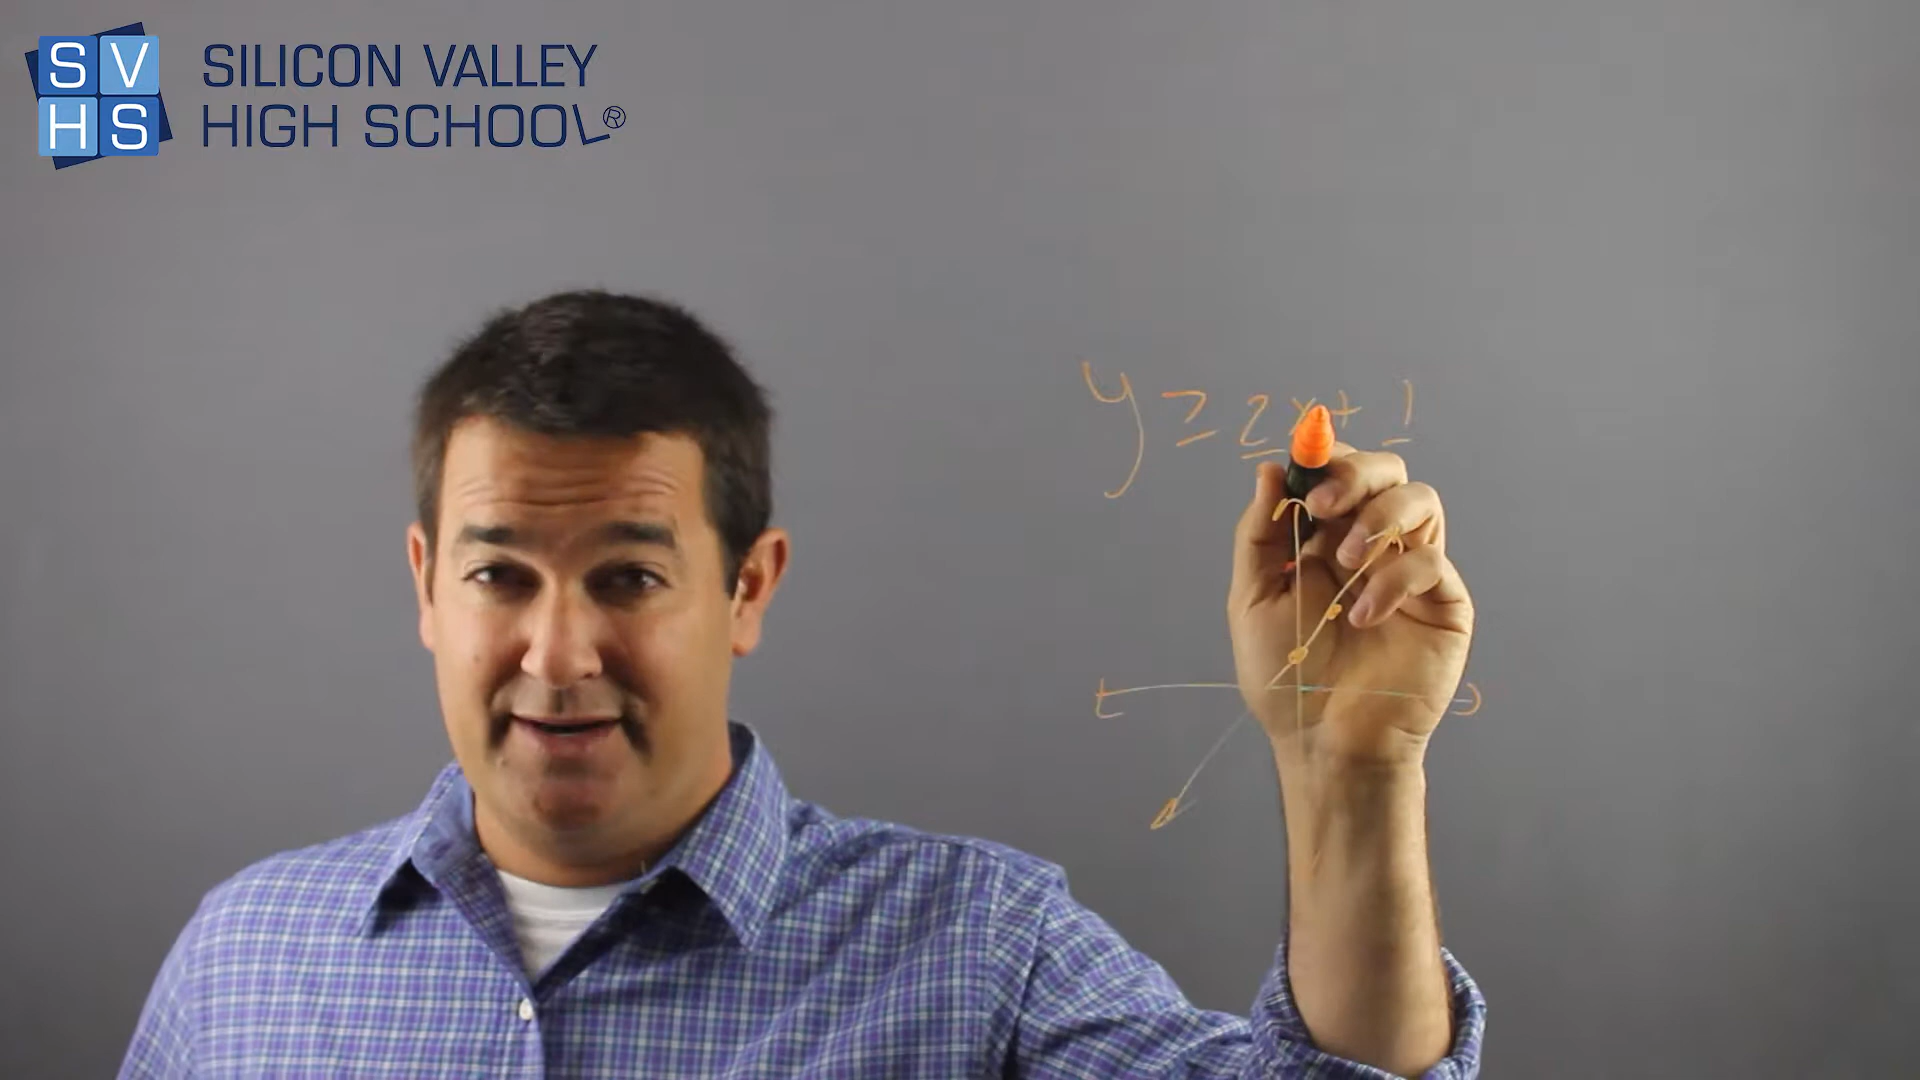 SV
HS
SILICON VALLEY
HIGH SCHOOL®
y ≥ 2x + 1